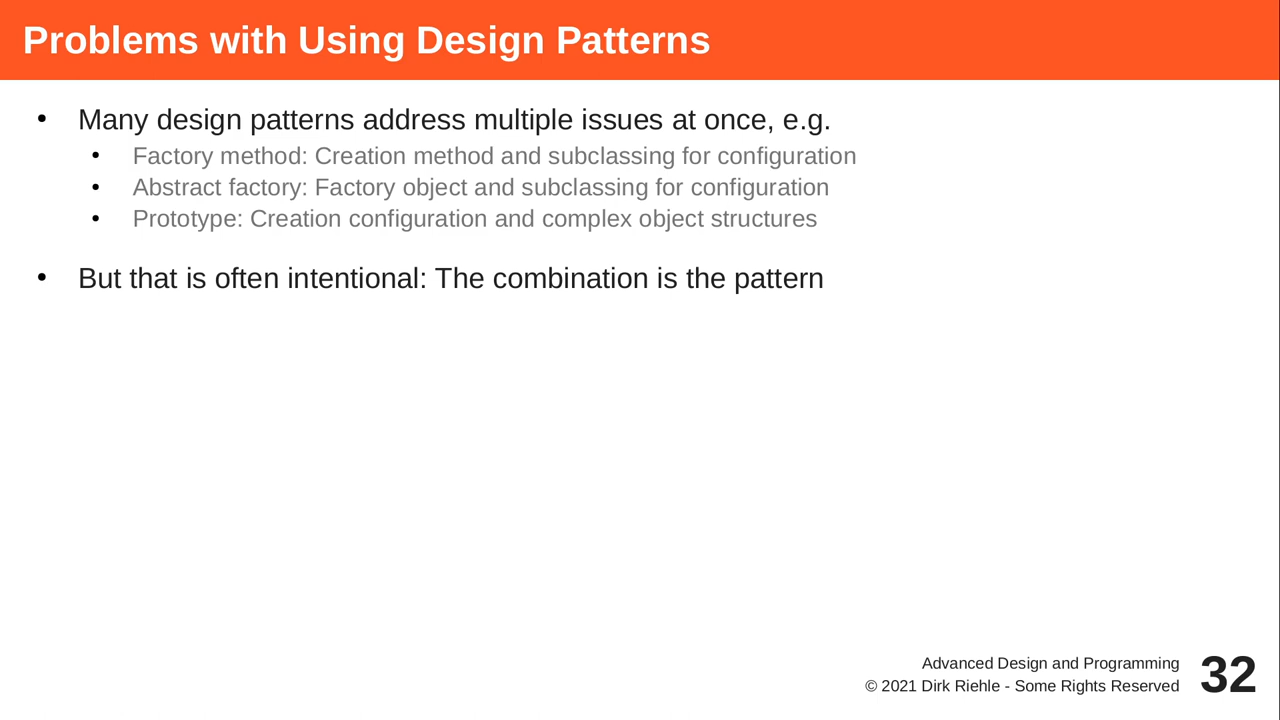 Problems with Using Design Patterns
• Many design patterns address multiple issues at once, e.g.
• Factory method: Creation method and subclassing for configuration
• Abstract factory: Factory object and subclassing for configuration
• Prototype: Creation configuration and complex object structures
• But that is often intentional: The combination is the pattern
Advanced Design and Programming
© 2021 Dirk Riehle - Some Rights Reserved
32